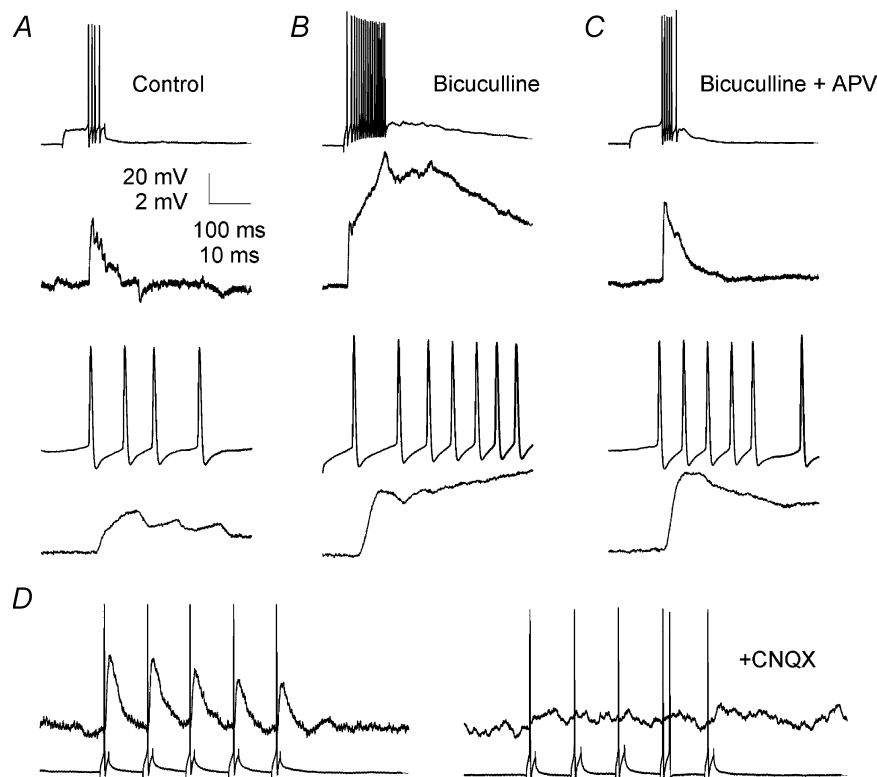 A
B
C
Control
Bicuculline
Bicuculline + APV
20 mV
2 mV
100 ms
10 ms
D
+CNQX